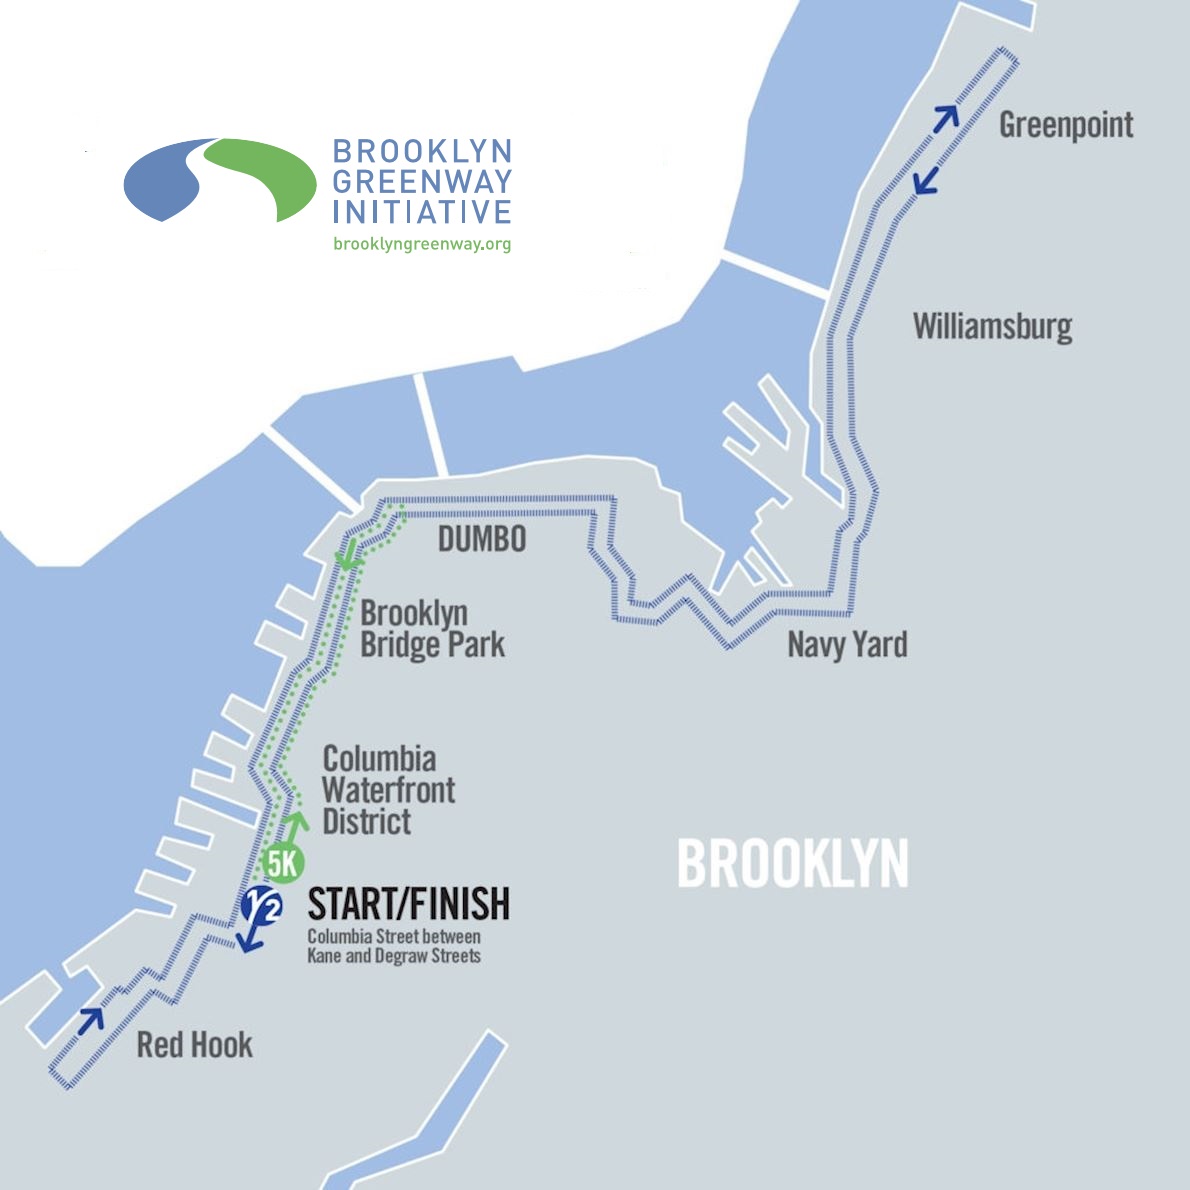 BROOKLYN
GREENWAY
INITIATIVE
brooklyngreenway.org
Greenpoint
Williamsburg
DUMBO
Brooklyn
Bridge Park
Navy Yard
Columbia
Waterfront
District
5K
BROOKLYN
1/2
START/FINISH
Columbia Street between
Kane and Degraw Streets
Red Hook